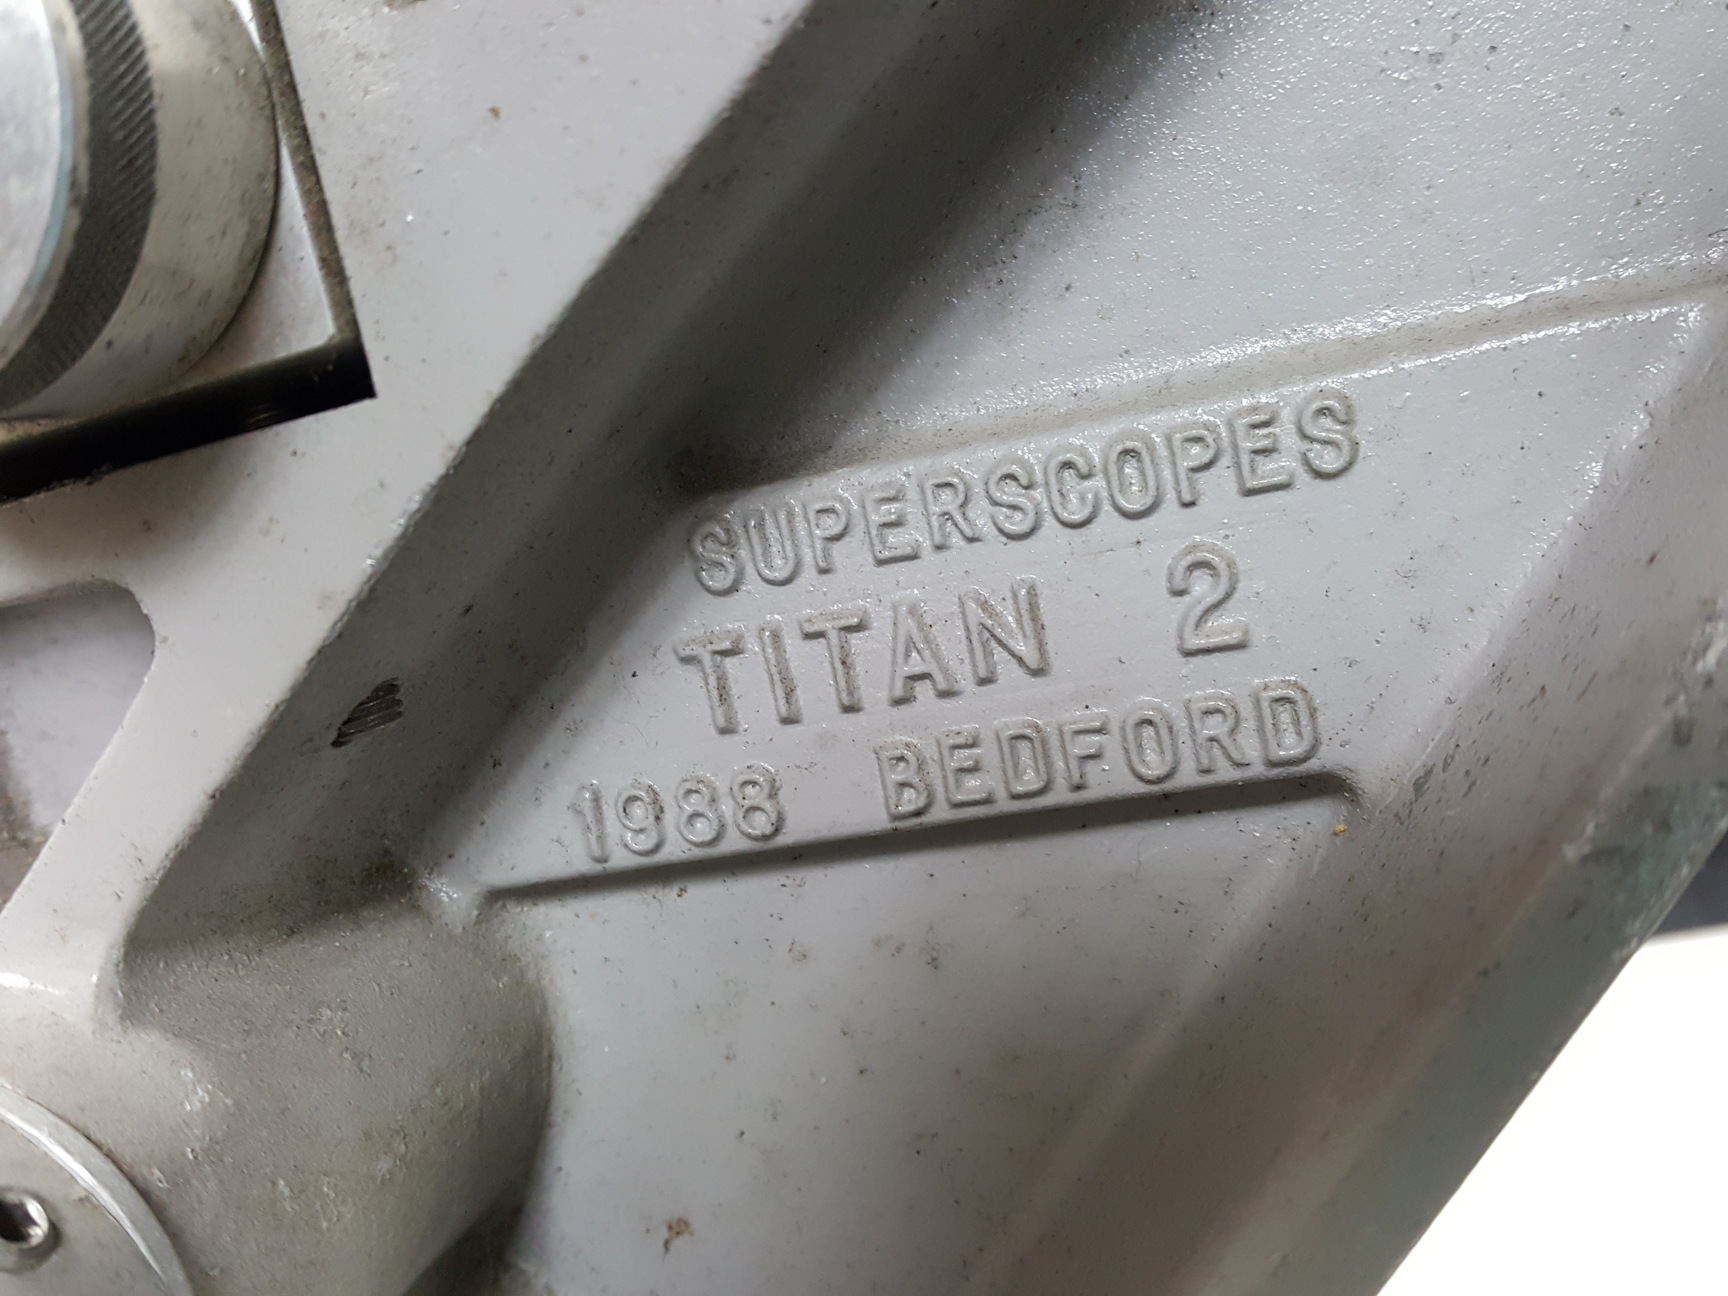 SUPERSCOPES
TITAN 2
1988 BEDFORD